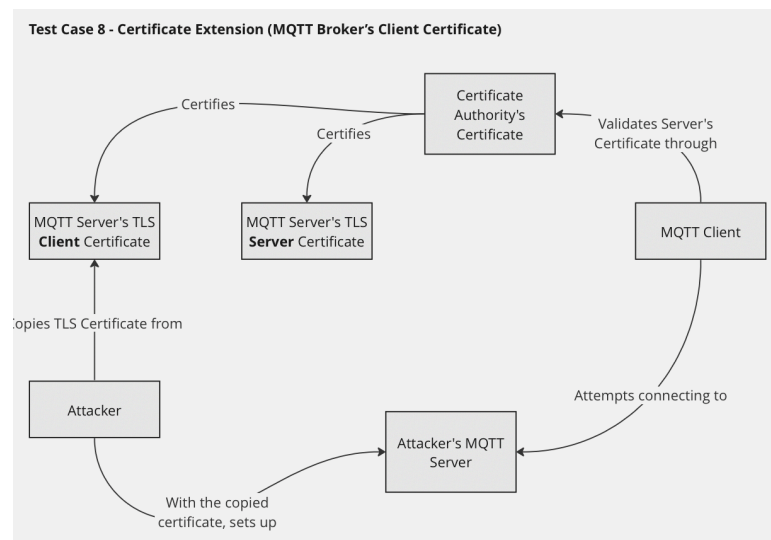 Test Case 8 - Certificate Extension (MQTT Broker's Client Certificate)
Certificate
Authority's
Certificate
Certifies
Certifies
Validates Server's
Certificate through
MQTT Server's TLS
Client Certificate
MQTT Server's TLS
Server Certificate
MQTT Client
TLS Certificate from
Attacker
Attempts connecting to
Attacker's MQTT
Server
With the copied
certificate, sets up